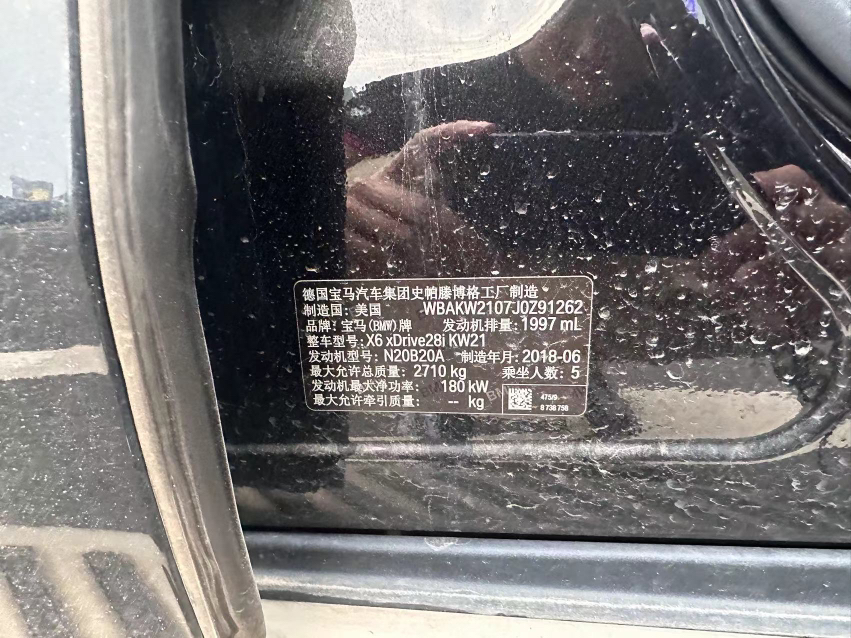 德国宝马汽车集团史帕滕博格工厂制造
制造国: 美国 WBAKW2107J0Z91262
品牌: 宝马(BMW)牌 发动机排量: 1997 mL
整车型号: X6 xDrive28i KW21
发动机型号: N20B20A 制造年月: 2018-06
最大允许总质量: 2710 kg 乘坐人数: 5
发动机最大净功率: 180 kW
最大允许牵引质量: -- kg
8 738 758